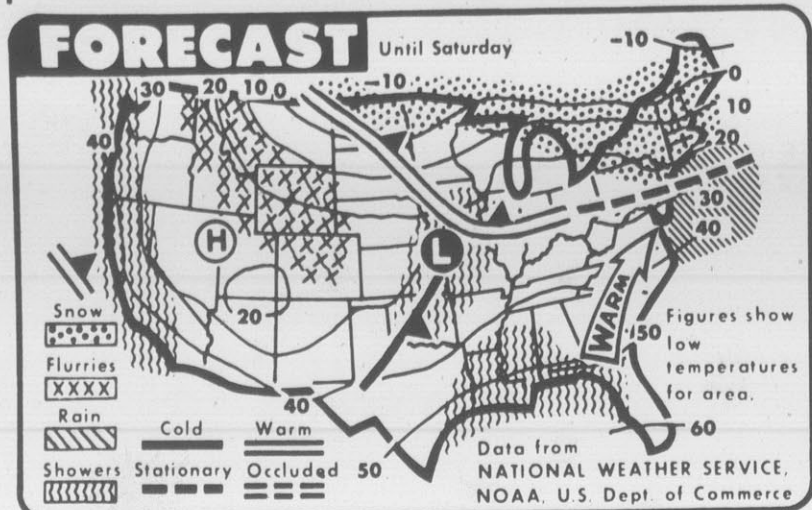 FORECAST
Until Saturday
-10
0
10
20
30
40
30
20
10
0
-10
40
H
L
20
WARM
50
60
40
50
Figures show
low
temperatures
for area.
Snow
Flurries
Rain
Showers
Cold
Warm
Stationary
Occluded
Data from
NATIONAL WEATHER SERVICE,
NOAA, U.S. Dept. of Commerce